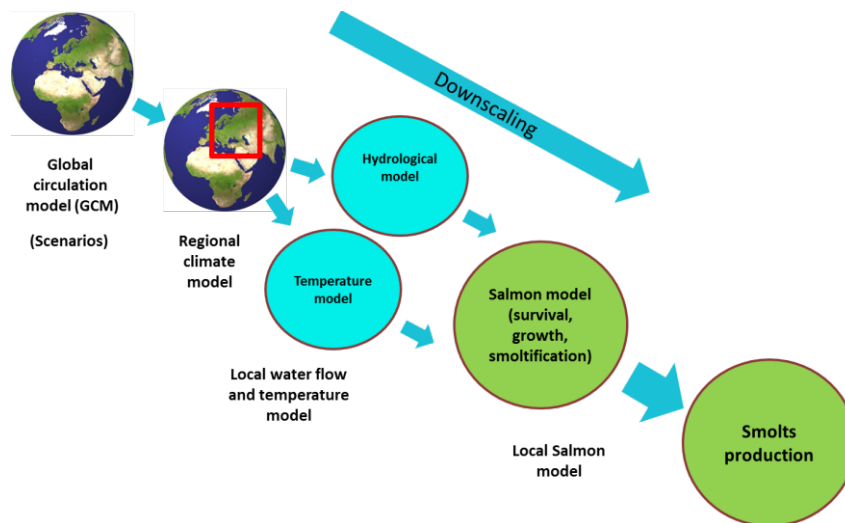 Downscaling
Global
circulation
model (GCM)
(Scenarios)
Regional
climate
model
Hydrological
model
Temperature
model
Local water flow
and temperature
model
Salmon model
(survival,
growth,
smoltification)
Local Salmon
model
Smolts
production